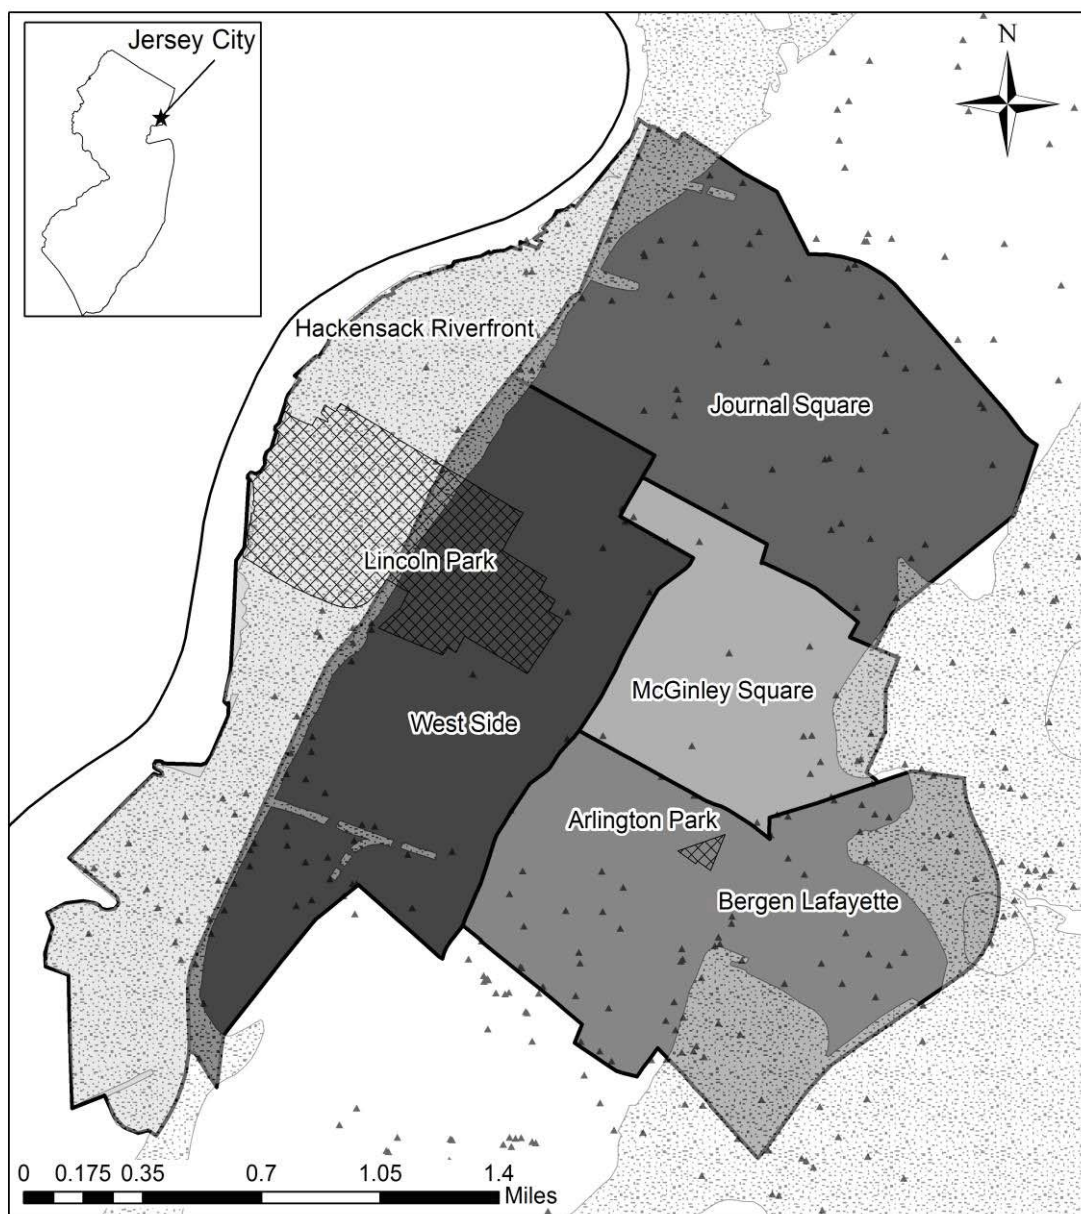 Jersey City
N
Hackensack Riverfront
Journal Square
Lincoln Park
McGinley Square
West Side
Arlington Park
Bergen Lafayette
0 0.175 0.35 0.7 1.05 1.4
Miles